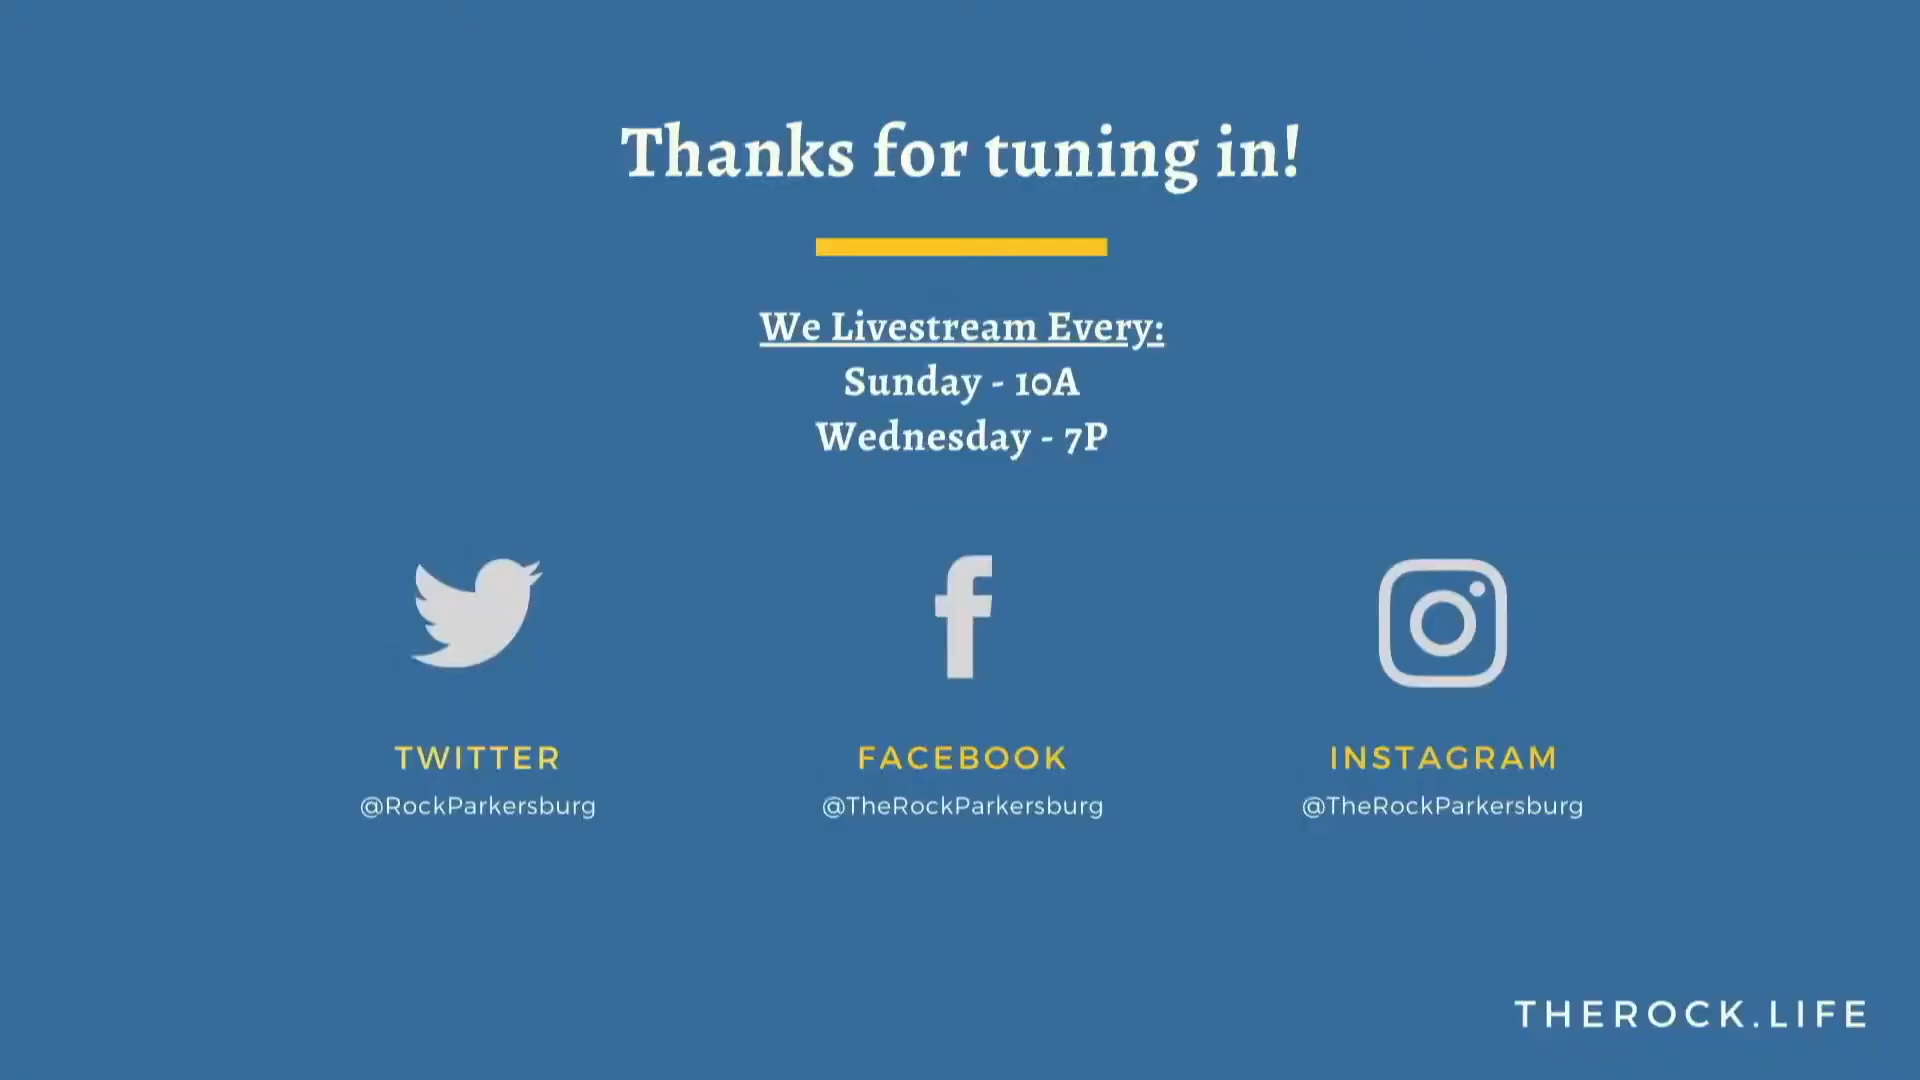 Thanks for tuning in!
We Livestream Every:
Sunday - 10A
Wednesday - 7P
TWITTER
FACEBOOK
INSTAGRAM
@RockParkersburg
@TheRockParkersburg
@TheRockParkersburg
THEROCK.LIFE